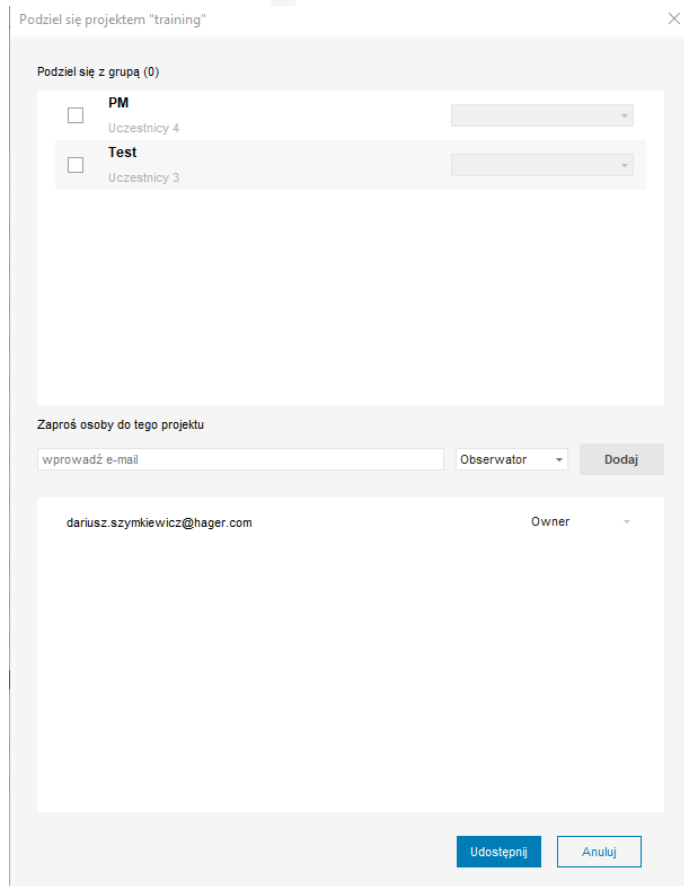 Podziel się projektem "training"
Podziel się z grupą (0)
PM
Uczestnicy 4
Test
Uczestnicy 3
Zaproś osoby do tego projektu
wprowadź e-mail
Obserwator
Dodaj
dariusz.szymkiewicz@hager.com
Owner
Udostępnij
Anuluj